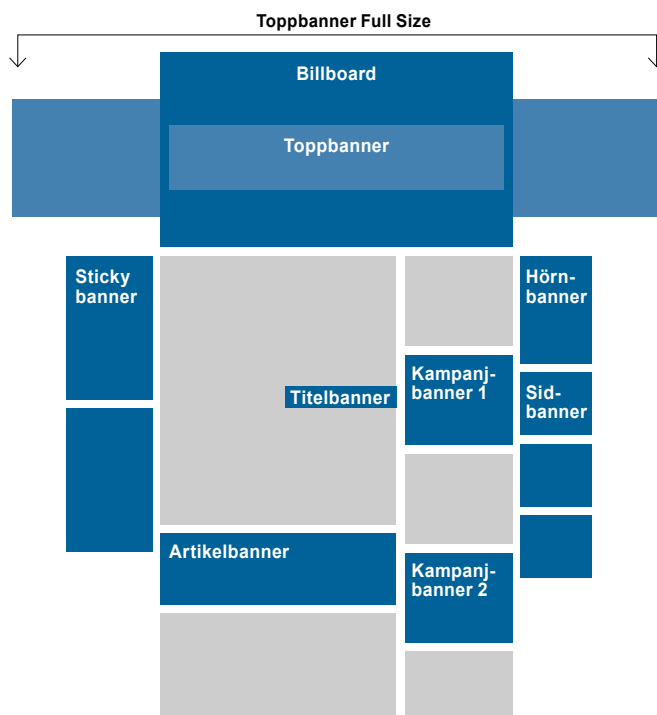 Toppbanner Full Size
Billboard
Toppbanner
Sticky
banner
Hörn-
banner
Titelbanner
Kampanj-
banner 1
Sid-
banner
Artikelbanner
Kampanj-
banner 2